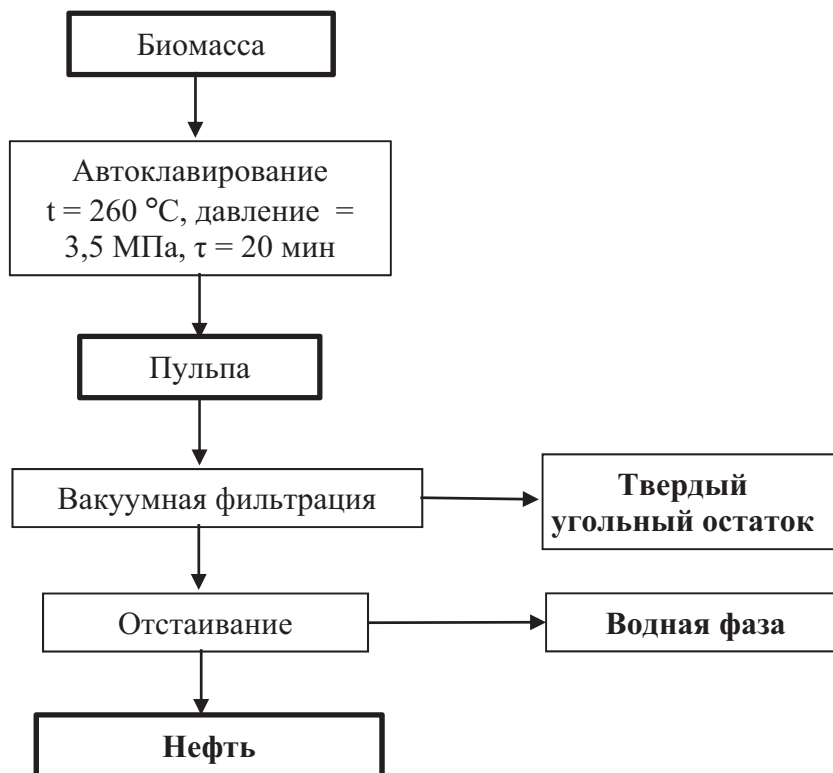 Биомасса
Автоклавирование
t = 260 °С, давление =
3,5 МПа, τ = 20 мин
Пульпа
Вакуумная фильтрация
Твердый
угольный остаток
Отстаивание
Водная фаза
Нефть